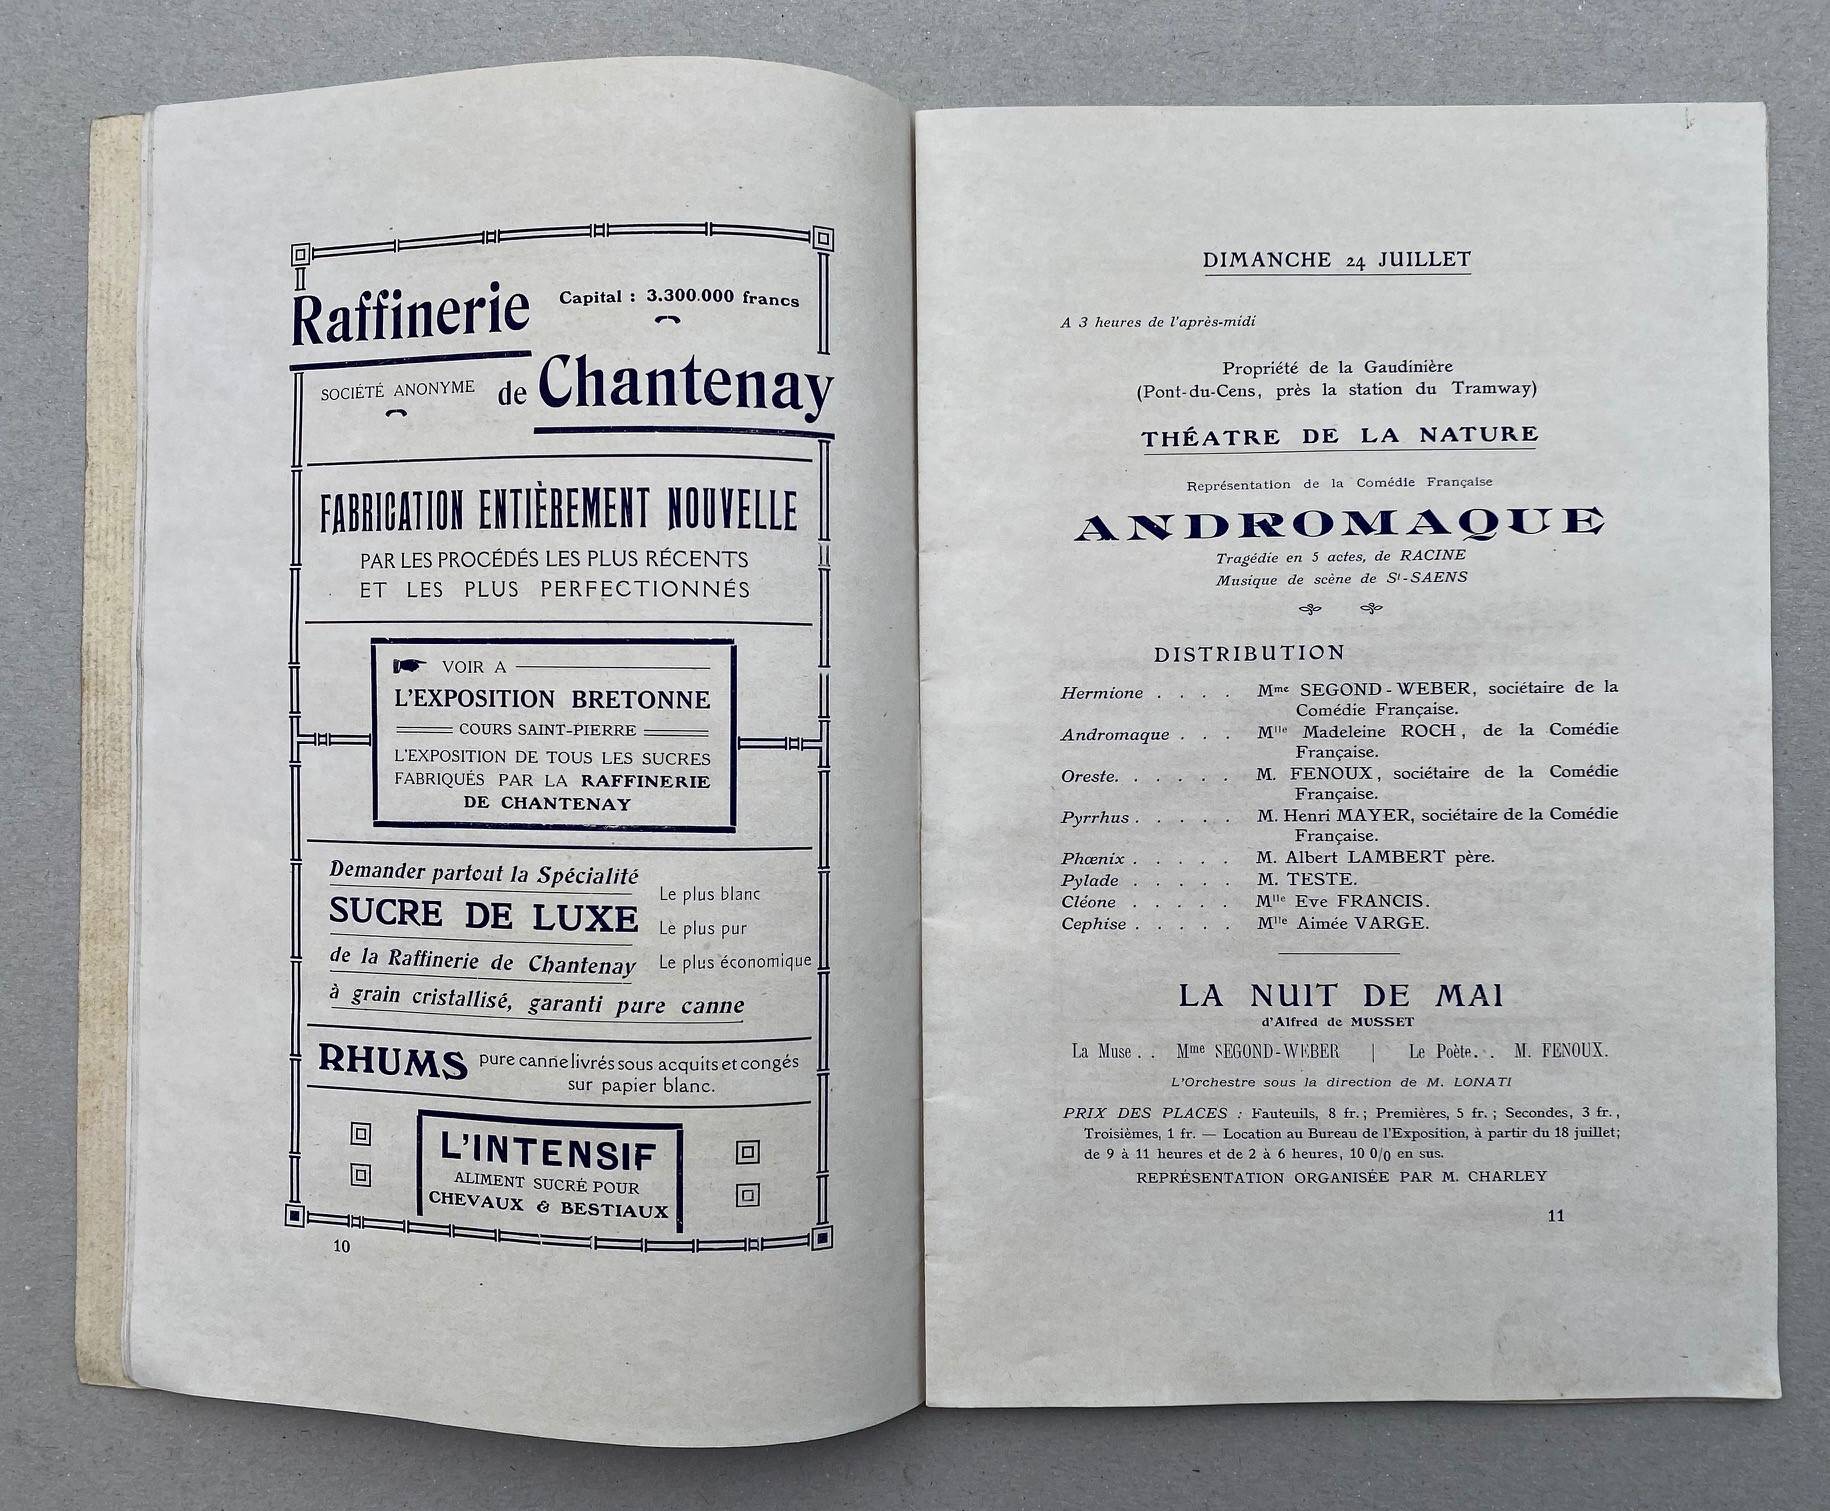 Raffinerie
Capital : 3.300.000 francs
SOCIÉTÉ ANONYME
de Chantenay
FABRICATION ENTIÈREMENT NOUVELLE
PAR LES PROCÉDÉS LES PLUS RÉCENTS
ET LES PLUS PERFECTIONNÉS
VOIR A
L'EXPOSITION BRETONNE
COURS SAINT-PIERRE
L'EXPOSITION DE TOUS LES SUCRES
FABRIQUÉS PAR LA RAFFINERIE
DE CHANTENAY
Demander partout la Spécialité
SUCRE DE LUXE
de la Raffinerie de Chantenay
à grain cristallisé, garanti pure canne
Le plus blanc
Le plus pur
Le plus économique
RHUMS pure canne livrés sous acquits et congés
sur papier blanc.
L'INTENSIF
ALIMENT SUCRÉ POUR
CHEVAUX & BESTIAUX
10
DIMANCHE 24 JUILLET
A 3 heures de l'après-midi
Propriété de la Gaudinière
(Pont-du-Cens, près la station du Tramway)
THÉATRE DE LA NATURE
Représentation de la Comédie Française
ANDROMAQUE
Tragédie en 5 actes, de RACINE
Musique de scène de St-SAENS
DISTRIBUTION
Hermione . . . . Mme SEGOND-WEBER, sociétaire de la
Comédie Française.
Andromaque . . . Mlle Madeleine ROCH, de la Comédie
Française.
Oreste. . . . . . M. FENOUX, sociétaire de la Comédie
Française.
Pyrrhus . . . . . M. Henri MAYER, sociétaire de la Comédie
Française.
Phœnix . . . . . M. Albert LAMBERT père.
Pylade . . . . . M. TESTE.
Cléone . . . . . Mlle Eve FRANCIS.
Cephise . . . . . Mlle Aimée VARGE.
LA NUIT DE MAI
d'Alfred de MUSSET
La Muse . . Mme SEGOND-WEBER | Le Poète. . M. FENOUX.
L'Orchestre sous la direction de M. LONATI
PRIX DES PLACES : Fauteuils, 8 fr. ; Premières, 5 fr. ; Secondes, 3 fr.,
Troisièmes, 1 fr. — Location au Bureau de l'Exposition, à partir du 18 juillet;
de 9 à 11 heures et de 2 à 6 heures, 10 0/0 en sus.
REPRÉSENTATION ORGANISÉE PAR M. CHARLEY
11